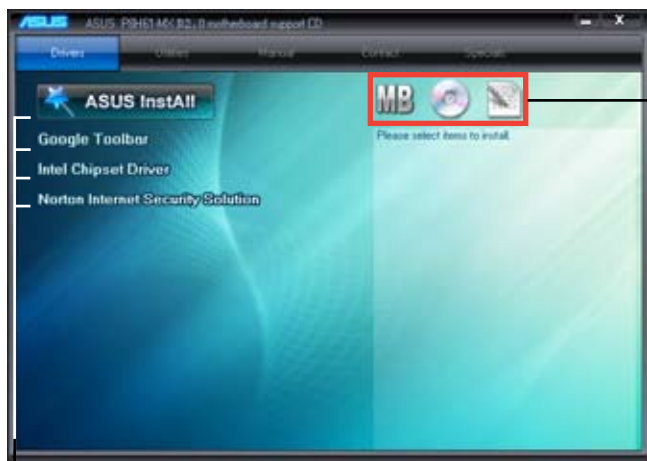 ASUS ASUS P8H61-MX R2.0 motherboard support CD
Drivers Utilities Manual Contact Specials
ASUS InstAll
MB
Google Toolbar
Please select items to install.
Intel Chipset Driver
Norton Internet Security Solution